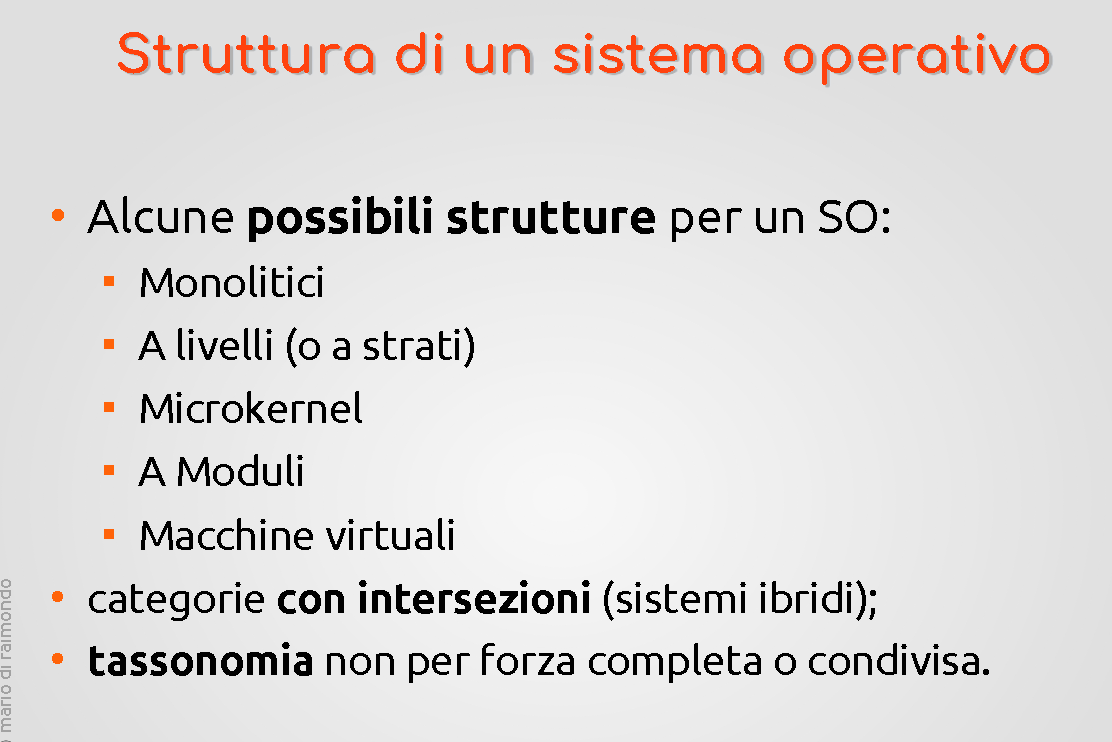 Struttura di un sistema operativo
• Alcune possibili strutture per un SO:
▪ Monolitici
▪ A livelli (o a strati)
▪ Microkernel
▪ A Moduli
▪ Macchine virtuali
• categorie con intersezioni (sistemi ibridi);
• tassonomia non per forza completa o condivisa.
mario di raimondo